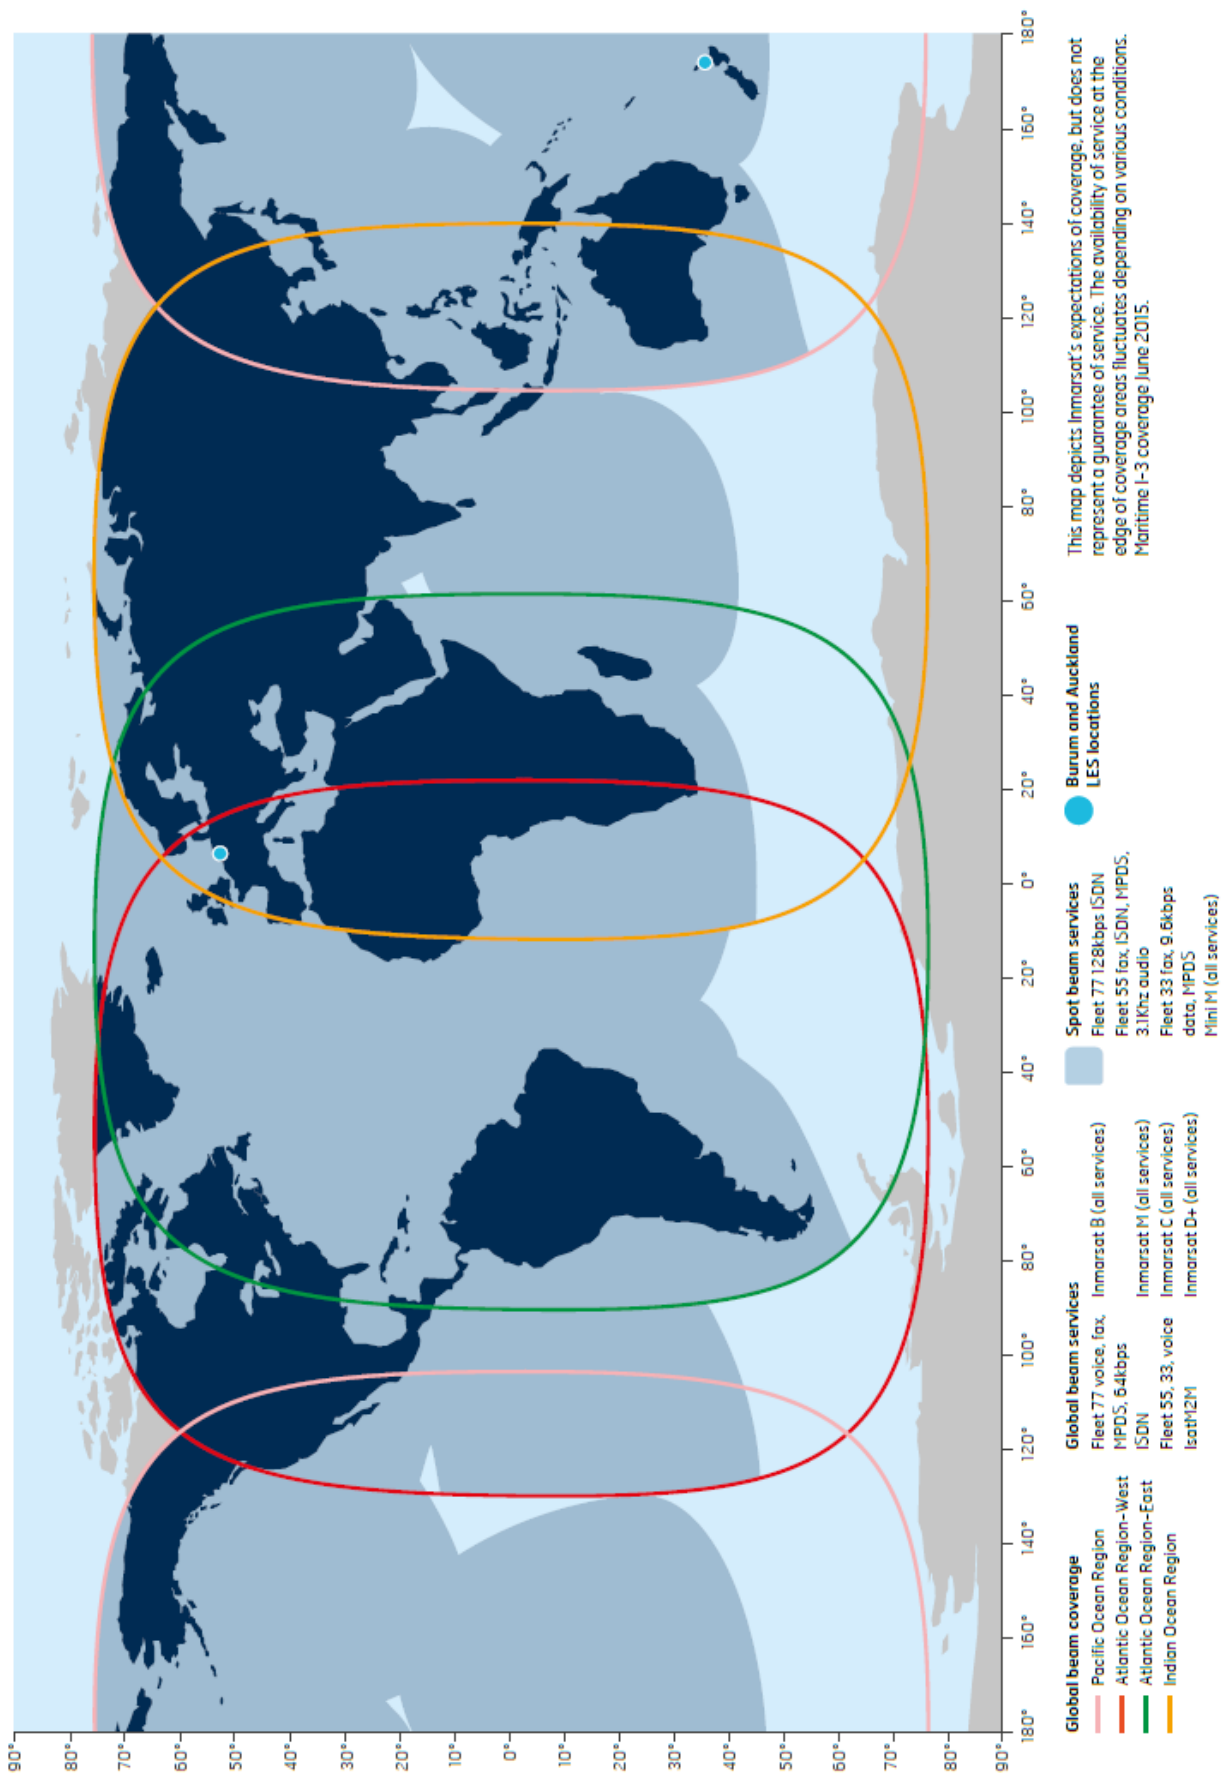 90°
80°
70°
60°
50°
40°
30°
20°
10°
0°
10°
20°
30°
40°
50°
60°
70°
80°
90°
180°
160°
140°
120°
100°
80°
60°
40°
20°
0°
20°
40°
60°
80°
100°
120°
140°
160°
180°
Global beam coverage
Pacific Ocean Region
Atlantic Ocean Region-West
Atlantic Ocean Region-East
Indian Ocean Region
Global beam services
Fleet 77 voice, fax,
MPDS, 64kbps
ISDN
Fleet 55, 33, voice
IsatM2M
Inmarsat B (all services)
Inmarsat M (all services)
Inmarsat C (all services)
Inmarsat D+ (all services)
Spot beam services
Fleet 77 128kbps ISDN
Fleet 55 fax, ISDN, MPDS,
3.1Khz audio
Fleet 33 fax, 9.6kbps
data, MPDS
Mini M (all services)
Burum and Auckland
LES locations
This map depicts Inmarsat's expectations of coverage, but does not
represent a guarantee of service. The availability of service at the
edge of coverage areas fluctuates depending on various conditions.
Maritime I-3 coverage June 2015.